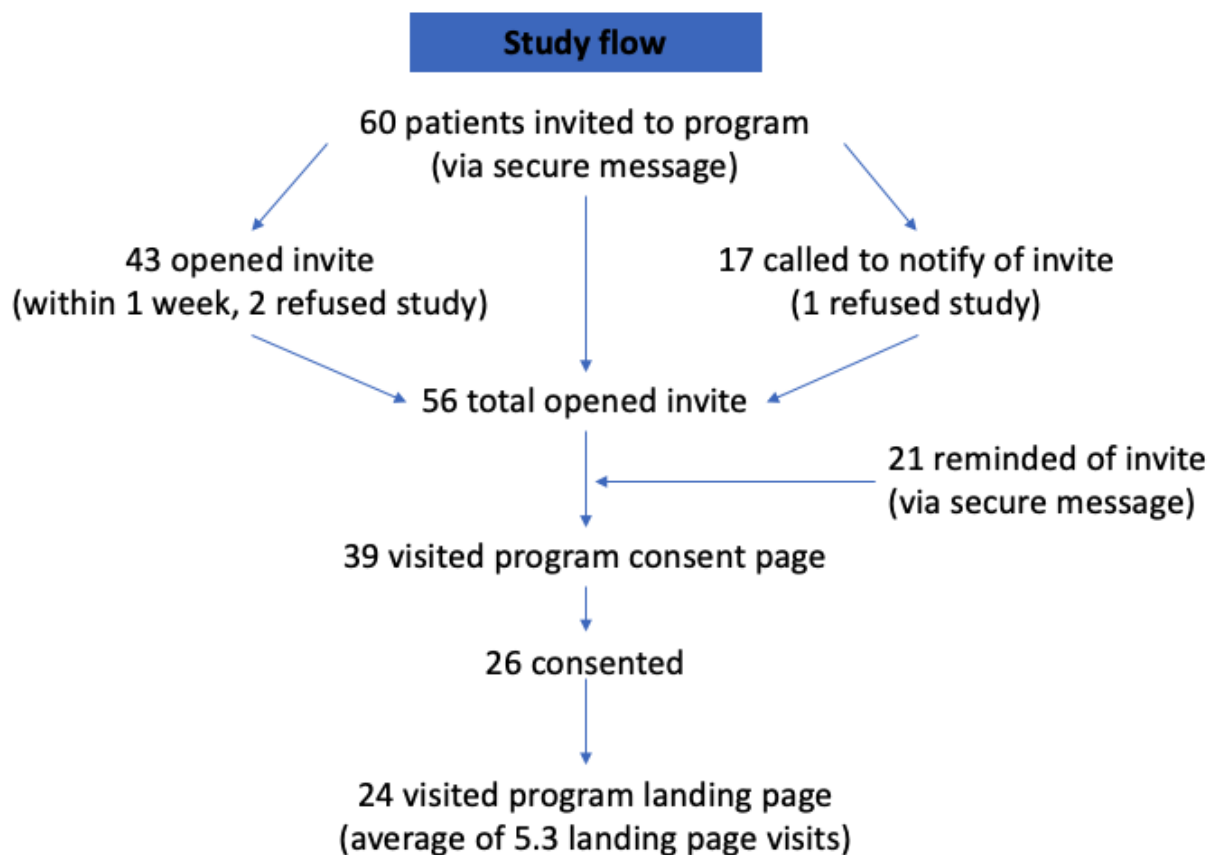 Study flow
60 patients invited to program
(via secure message)
43 opened invite
(within 1 week, 2 refused study)
17 called to notify of invite
(1 refused study)
56 total opened invite
21 reminded of invite
(via secure message)
39 visited program consent page
26 consented
24 visited program landing page
(average of 5.3 landing page visits)